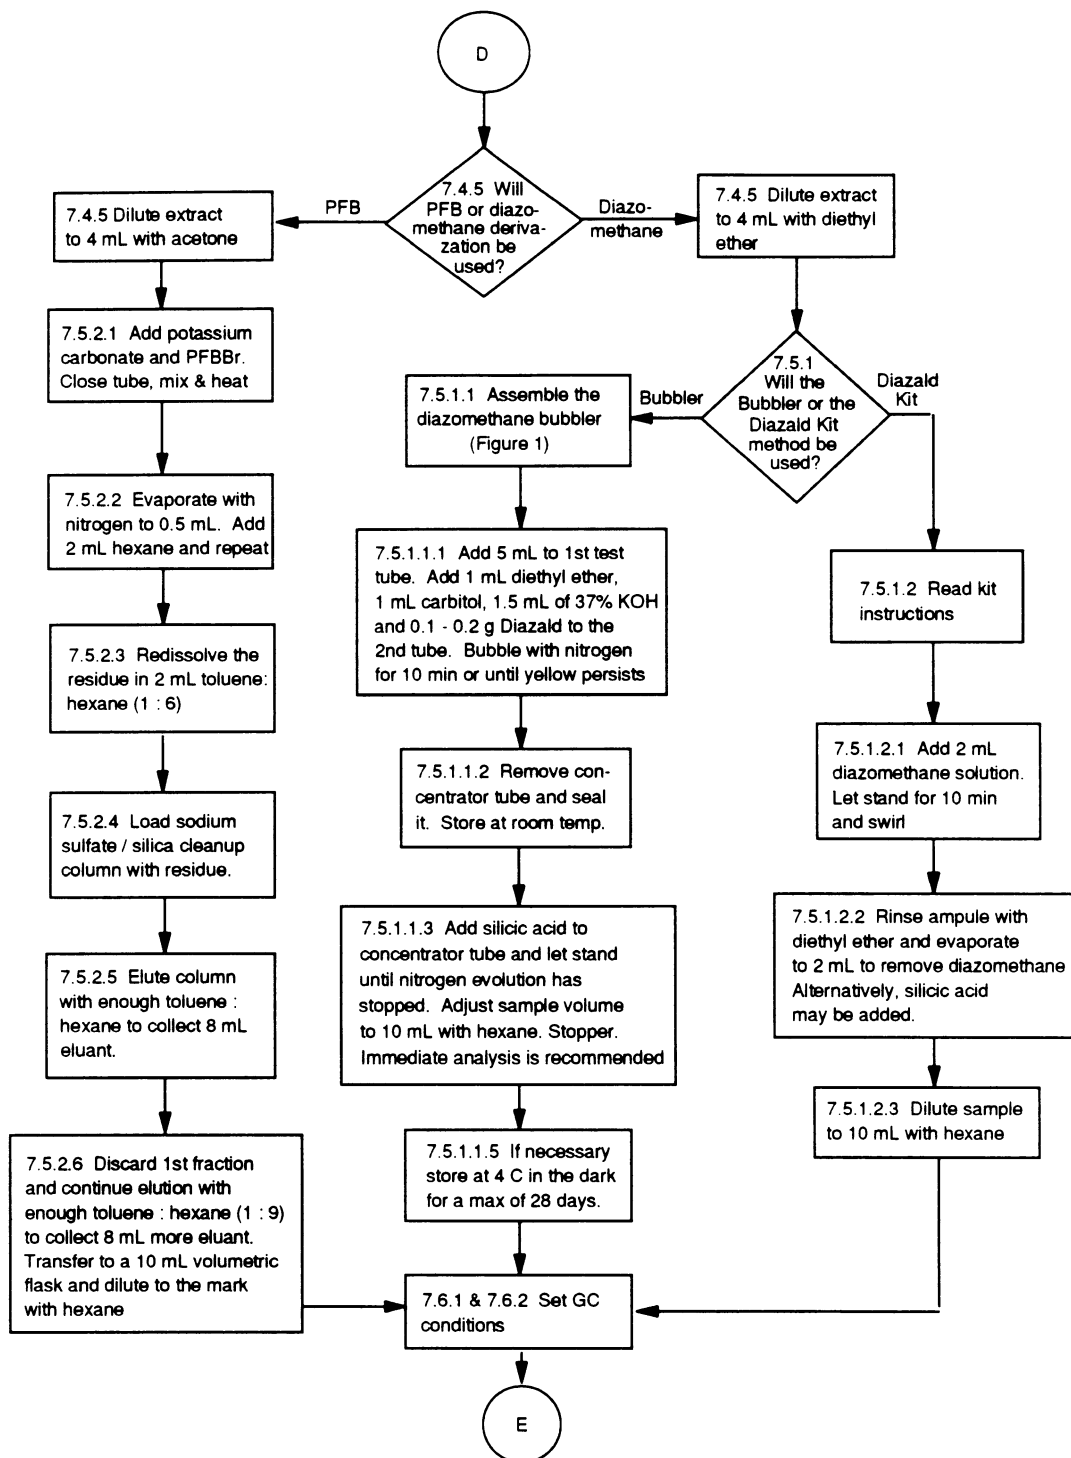 D
7.4.5 Will
PFB or diazo-
methane deriva-
zation be
used?
PFB
Diazo-
methane
7.4.5 Dilute extract
to 4 mL with acetone
7.5.2.1 Add potassium
carbonate and PFBBr.
Close tube, mix & heat
7.5.2.2 Evaporate with
nitrogen to 0.5 mL. Add
2 mL hexane and repeat
7.5.2.3 Redissolve the
residue in 2 mL toluene:
hexane (1 : 6)
7.5.2.4 Load sodium
sulfate / silica cleanup
column with residue.
7.5.2.5 Elute column
with enough toluene :
hexane to collect 8 mL
eluant.
7.5.2.6 Discard 1st fraction
and continue elution with
enough toluene : hexane (1 : 9)
to collect 8 mL more eluant.
Transfer to a 10 mL volumetric
flask and dilute to the mark
with hexane
7.4.5 Dilute extract
to 4 mL with diethyl
ether
7.5.1
Will the
Bubbler or the
Diazald Kit
method be
used?
Bubbler
Diazald
Kit
7.5.1.1 Assemble the
diazomethane bubbler
(Figure 1)
7.5.1.1.1 Add 5 mL to 1st test
tube. Add 1 mL diethyl ether,
1 mL carbitol, 1.5 mL of 37% KOH
and 0.1 - 0.2 g Diazald to the
2nd tube. Bubble with nitrogen
for 10 min or until yellow persists
7.5.1.1.2 Remove con-
centrator tube and seal
it. Store at room temp.
7.5.1.1.3 Add silicic acid to
concentrator tube and let stand
until nitrogen evolution has
stopped. Adjust sample volume
to 10 mL with hexane. Stopper.
Immediate analysis is recommended
7.5.1.1.5 If necessary
store at 4 C in the dark
for a max of 28 days.
7.5.1.2 Read kit
instructions
7.5.1.2.1 Add 2 mL
diazomethane solution.
Let stand for 10 min
and swirl
7.5.1.2.2 Rinse ampule with
diethyl ether and evaporate
to 2 mL to remove diazomethane
Alternatively, silicic acid
may be added.
7.5.1.2.3 Dilute sample
to 10 mL with hexane
7.6.1 & 7.6.2 Set GC
conditions
E